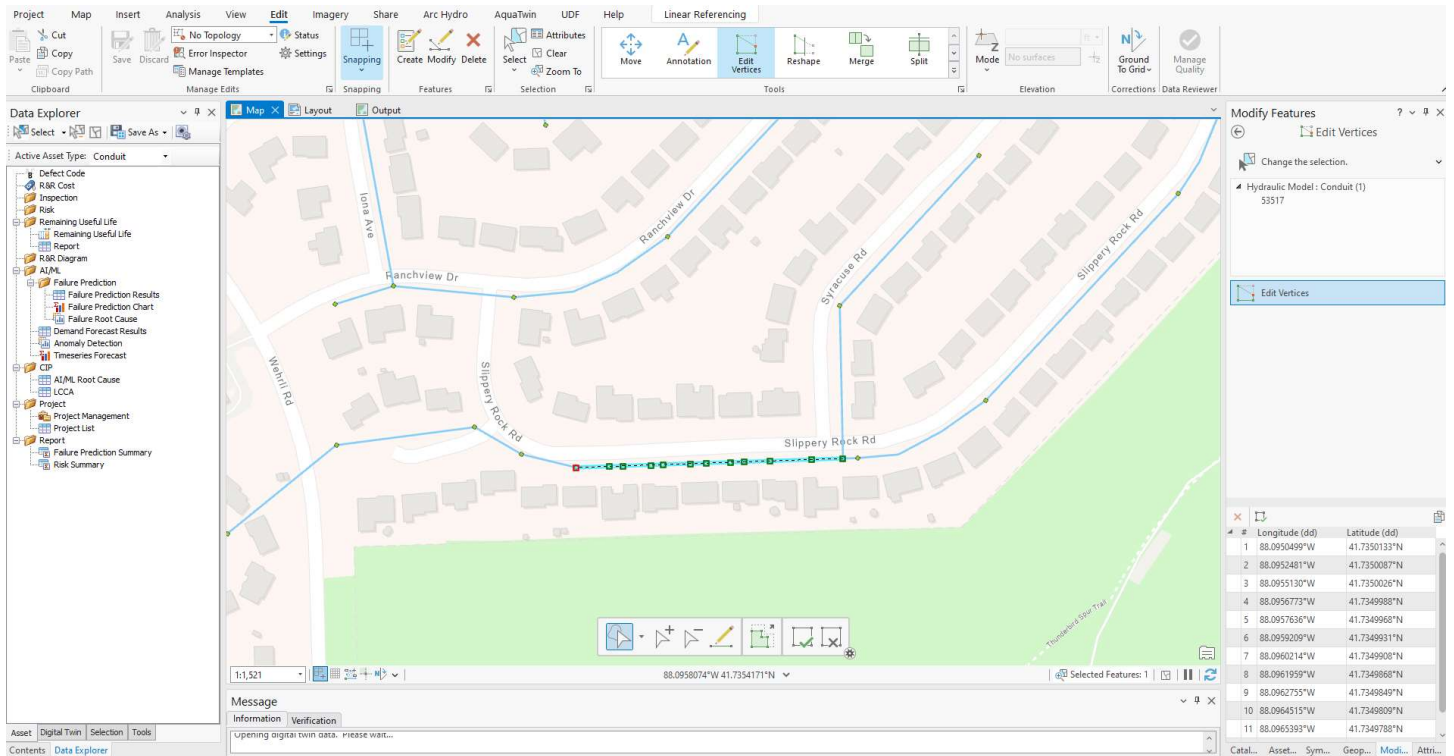 Project Map Insert Analysis View Edit Imagery Share Arc Hydro AquaTwin UDF Help Linear Referencing
Paste
Cut
Copy
Copy Path
Clipboard
Save Discard
No Topology
Error Inspector
Manage Templates
Status
Settings
Manage Edits
Snapping
Snapping
Create Modify Delete
Features
Select
Attributes
Clear
Zoom To
Selection
Move Annotation Edit Vertices Reshape Merge Split
Tools
Mode
No surfaces
ft
Elevation
Ground To Grid
Corrections
Manage Quality
Data Reviewer
Data Explorer
Select Save As
Active Asset Type: Conduit
Defect Code
R&R Cost
Inspection
Risk
Remaining Useful Life
Remaining Useful Life
Report
R&R Diagram
AI/ML
Failure Prediction
Failure Prediction Results
Failure Prediction Chart
Failure Root Cause
Demand Forecast Results
Anomaly Detection
Timeseries Forecast
CIP
AI/ML Root Cause
LCCA
Project
Project Management
Project List
Report
Failure Prediction Summary
Risk Summary
Asset Digital Twin Selection Tools
Contents Data Explorer
Map Layout Output
Iona Ave
Ranchview Dr
Ranchview Dr
Syracuse Rd
Slippery Rock Rd
Wehrli Rd
Slippery Rock Rd
Slippery Rock Rd
Thunderbird Spur Trail
1:1,521
88.0958074°W 41.7354171°N
Selected Features: 1
Message
Information Verification
Opening digital twin data. Please wait...
Modify Features
Edit Vertices
Change the selection.
Hydraulic Model : Conduit (1)
53517
Edit Vertices
# Longitude (dd) Latitude (dd)
1 88.0950499°W 41.7350133°N
2 88.0952481°W 41.7350087°N
3 88.0955130°W 41.7350026°N
4 88.0956773°W 41.7349988°N
5 88.0957636°W 41.7349968°N
6 88.0959209°W 41.7349931°N
7 88.0960214°W 41.7349908°N
8 88.0961959°W 41.7349868°N
9 88.0962755°W 41.7349849°N
10 88.0964515°W 41.7349809°N
11 88.0965393°W 41.7349788°N
Catal... Asset... Sym... Geop... Modi... Attri...